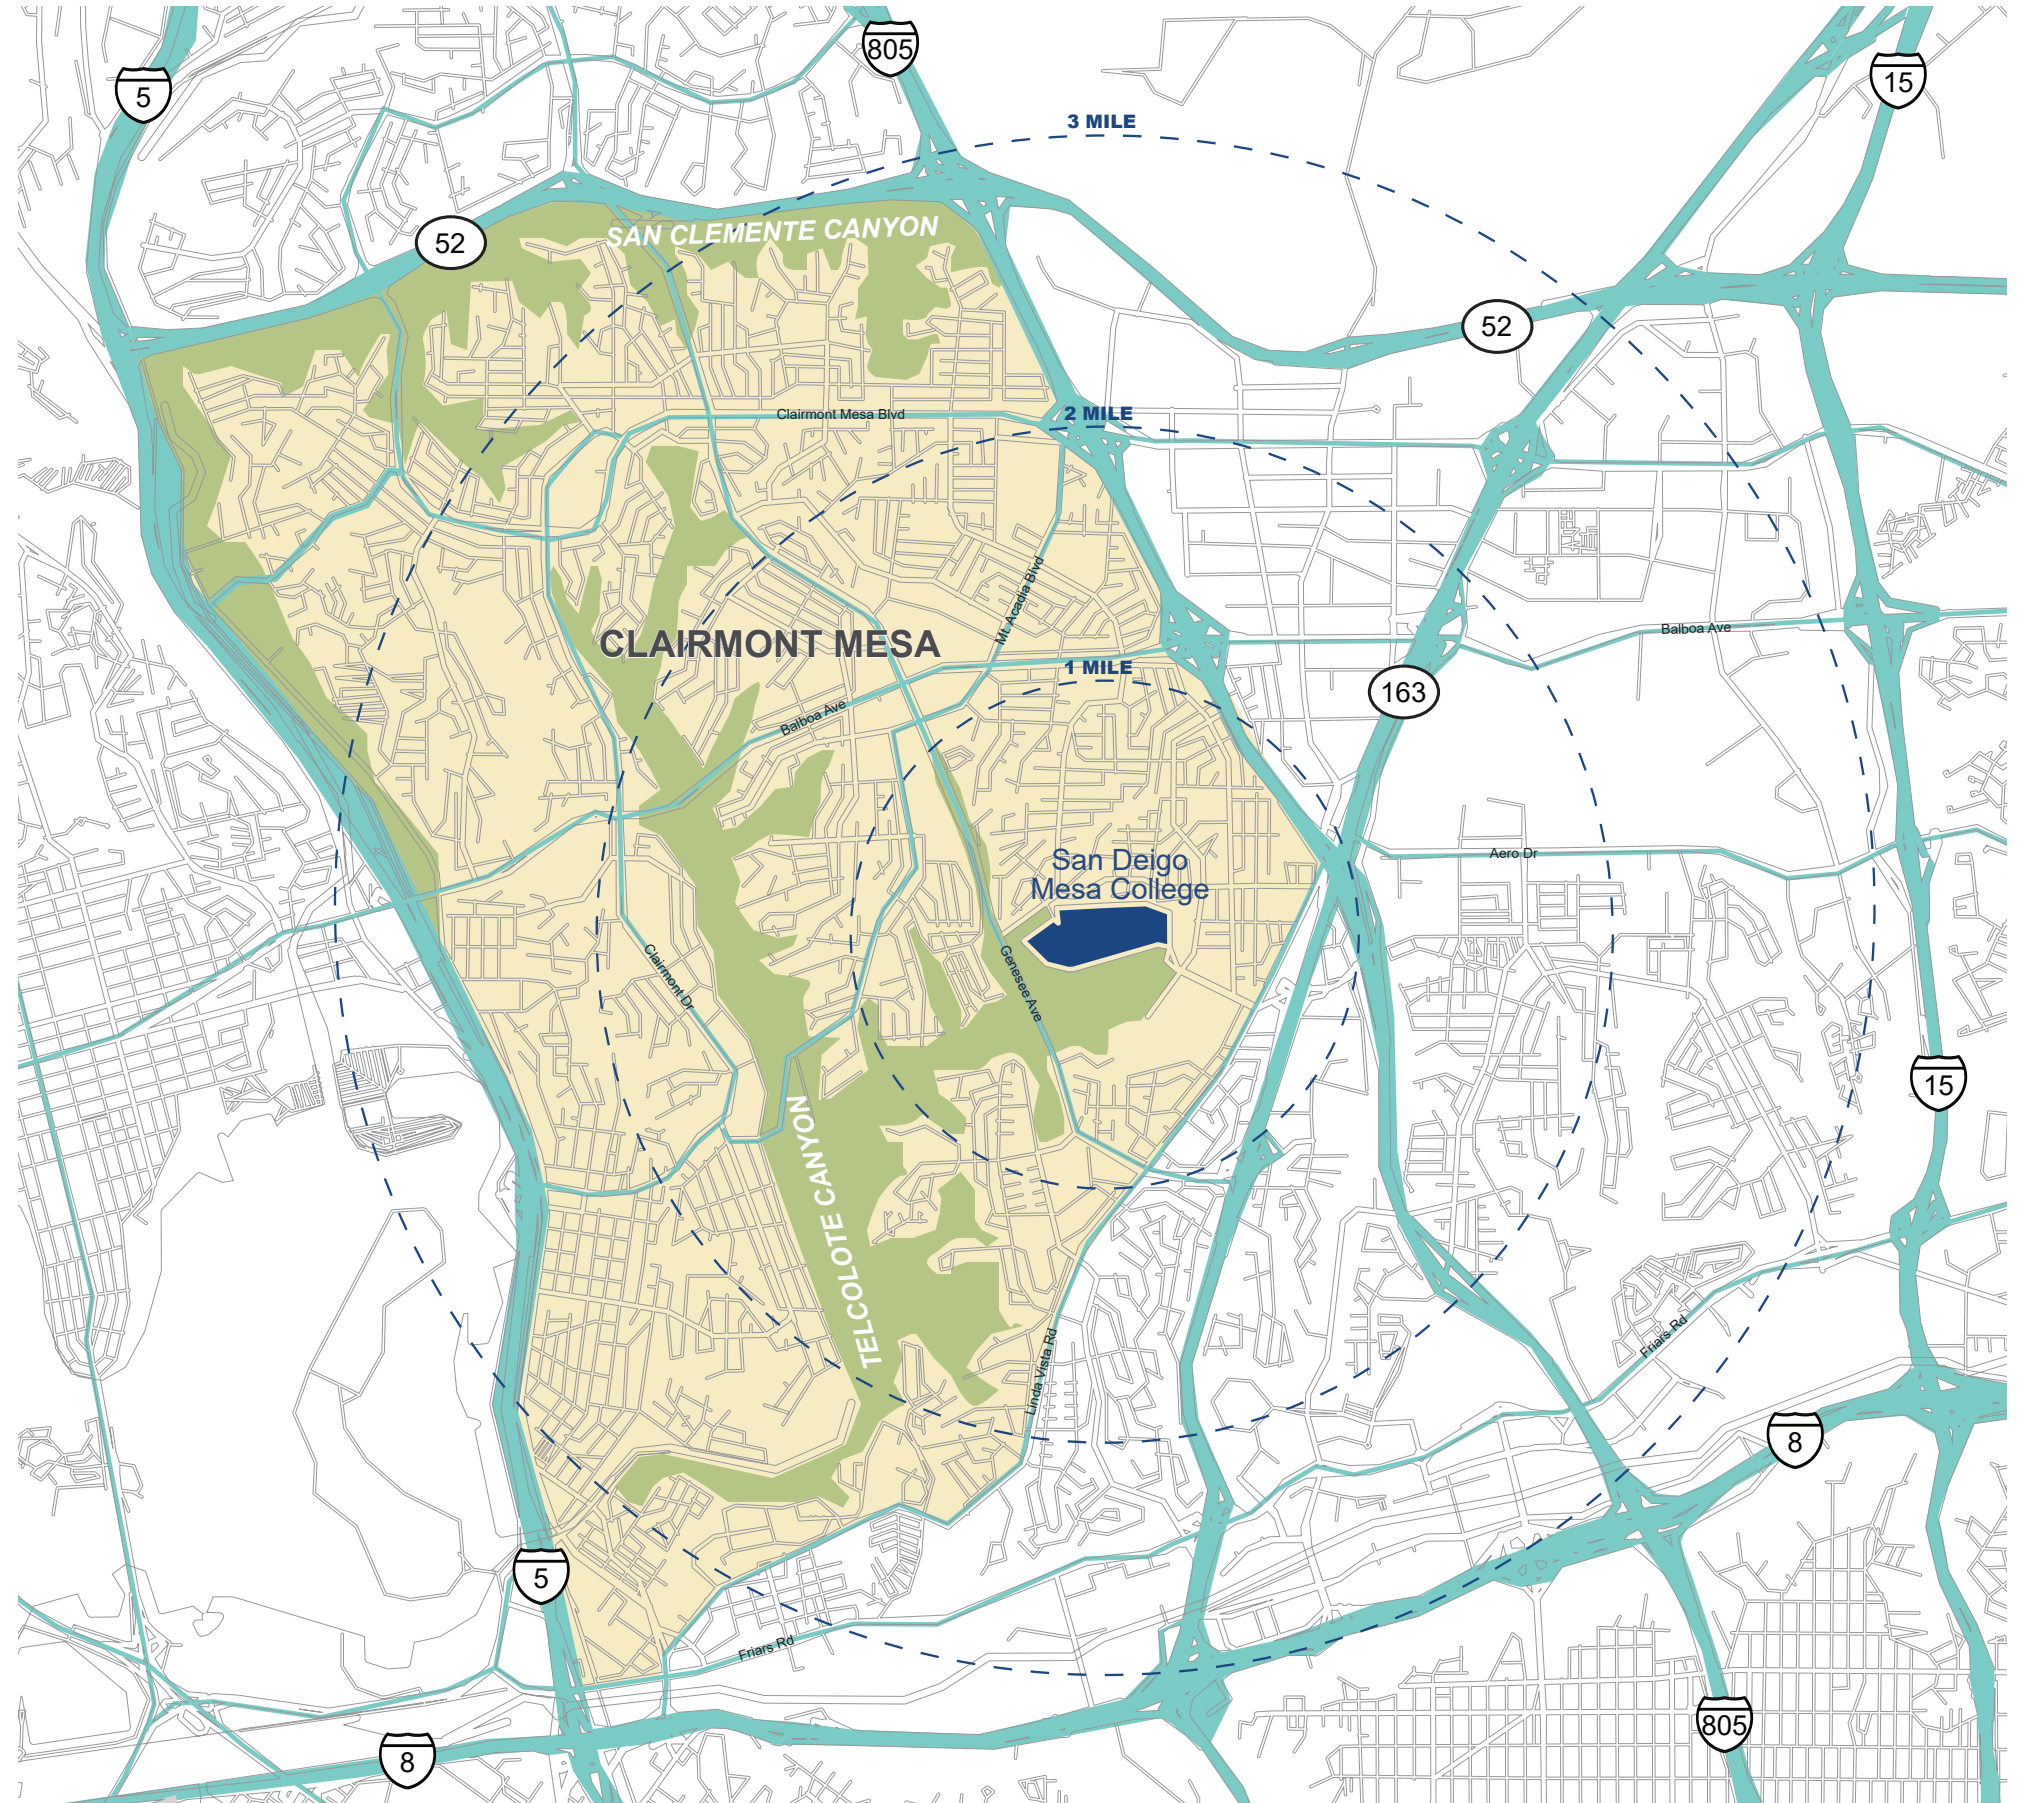 805
5
15
3 MILE
52
SAN CLEMENTE CANYON
52
Clairmont Mesa Blvd
2 MILE
Mt. Acadia Blvd
Balboa Ave
CLAIRMONT MESA
1 MILE
163
Balboa Ave
San Deigo
Mesa College
Aero Dr
Clairmont Dr
Genesee Ave
15
TELCOLOTE CANYON
Linda Vista Rd
Friars Rd
8
5
Friars Rd
805
8